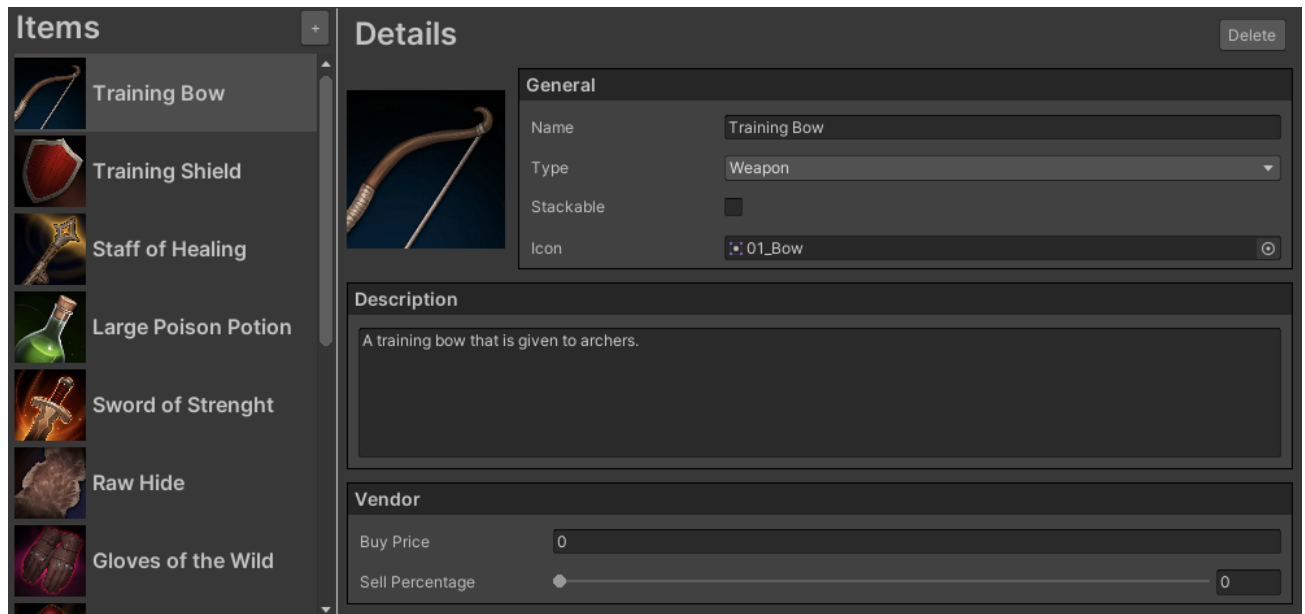 Items
+
Training Bow
Training Shield
Staff of Healing
Large Poison Potion
Sword of Strenght
Raw Hide
Gloves of the Wild
Details
Delete
General
Name Training Bow
Type Weapon
Stackable
Icon 01_Bow
Description
A training bow that is given to archers.
Vendor
Buy Price 0
Sell Percentage 0